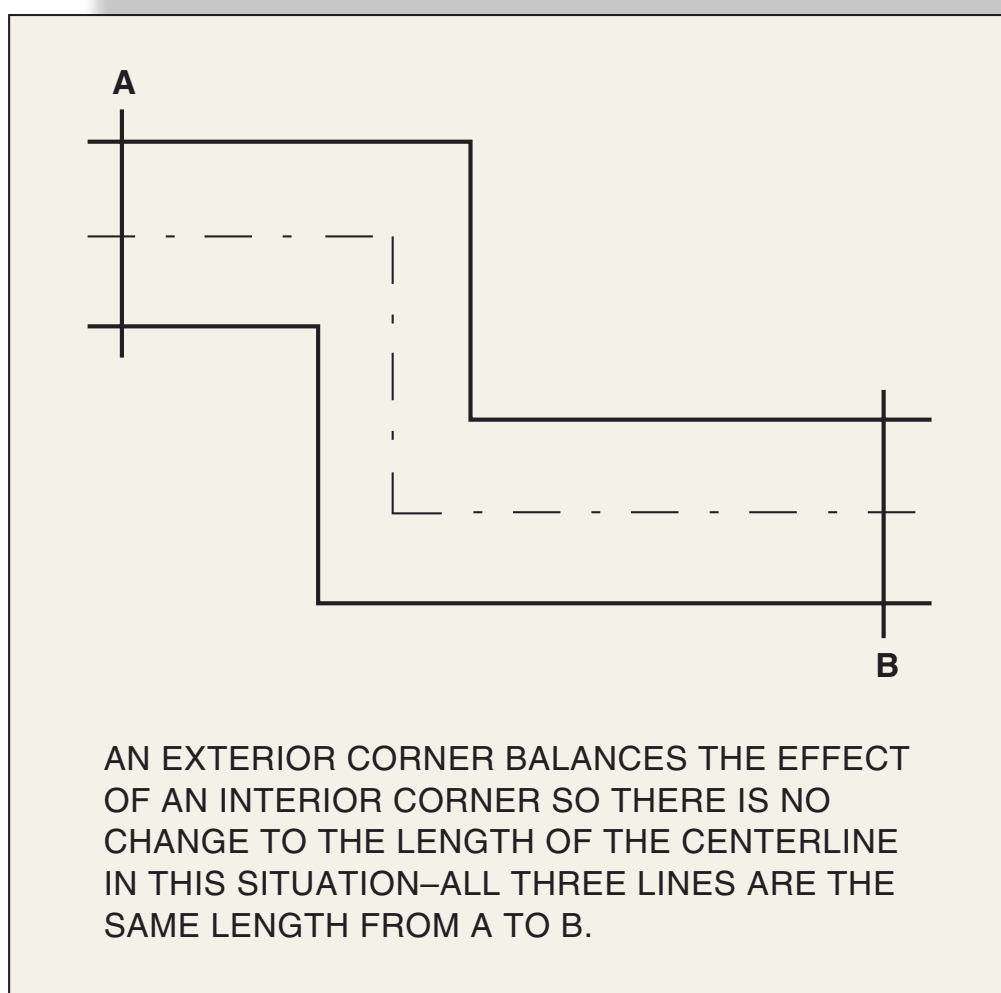 A
B
AN EXTERIOR CORNER BALANCES THE EFFECT
OF AN INTERIOR CORNER SO THERE IS NO
CHANGE TO THE LENGTH OF THE CENTERLINE
IN THIS SITUATION–ALL THREE LINES ARE THE
SAME LENGTH FROM A TO B.